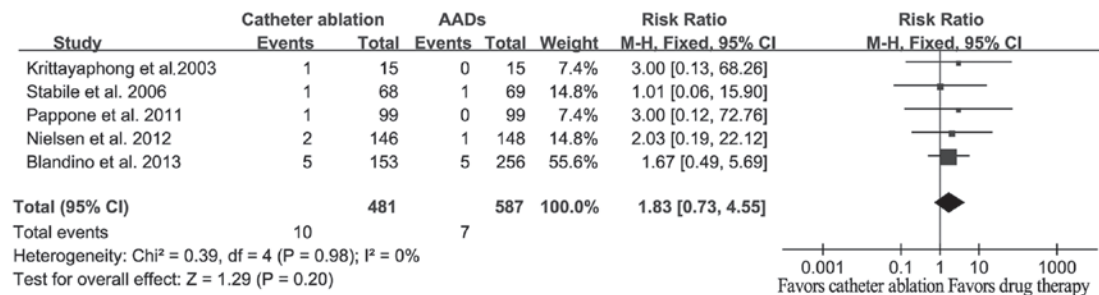 Catheter ablation AADs Risk Ratio Risk Ratio
Study Events Total Events Total Weight M-H, Fixed, 95% CI M-H, Fixed, 95% CI
Krittayaphong et al.2003 1 15 0 15 7.4% 3.00 [0.13, 68.26]
Stabile et al. 2006 1 68 1 69 14.8% 1.01 [0.06, 15.90]
Pappone et al. 2011 1 99 0 99 7.4% 3.00 [0.12, 72.76]
Nielsen et al. 2012 2 146 1 148 14.8% 2.03 [0.19, 22.12]
Blandino et al. 2013 5 153 5 256 55.6% 1.67 [0.49, 5.69]
Total (95% CI) 481 587 100.0% 1.83 [0.73, 4.55]
Total events 10 7
Heterogeneity: Chi² = 0.39, df = 4 (P = 0.98); I² = 0%
Test for overall effect: Z = 1.29 (P = 0.20)
0.001 0.1 1 10 1000
Favors catheter ablation Favors drug therapy